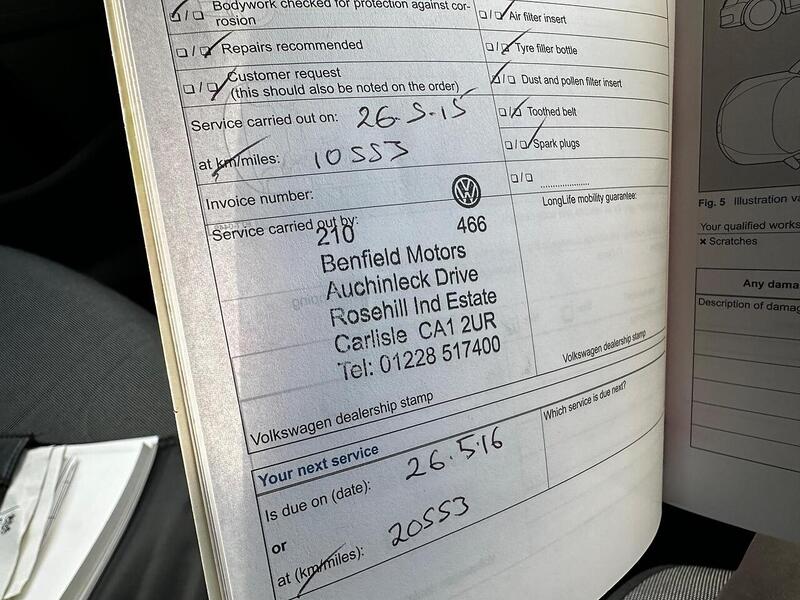 ❏ / ❏ Bodywork checked for protection against cor-
rosion
❏ / ❏ Repairs recommended
❏ / ❏ Customer request
(this should also be noted on the order)
Service carried out on: 26.5.15
at km/miles: 10553
Invoice number:
Service carried out by:
210 466
Benfield Motors
Auchinleck Drive
Rosehill Ind Estate
Carlisle CA1 2UR
Tel: 01228 517400
Volkswagen dealership stamp
Your next service
Is due on (date): 26.5.16
or
at (km/miles): 20553
❏ / ❏ Air filter insert
❏ / ❏ Tyre filler bottle
❏ / ❏ Dust and pollen filter insert
❏ / ❏ Toothed belt
❏ / ❏ Spark plugs
❏ / ❏ ....................
LongLife mobility guarantee:
Volkswagen dealership stamp
Which service is due next?
Fig. 5 Illustration
Your qualified
× Scratches
Any
Description of